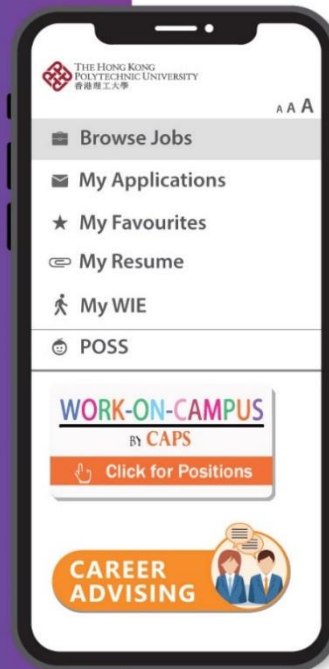 THE HONG KONG
POLYTECHNIC UNIVERSITY
香港理工大學
A A A
Browse Jobs
My Applications
My Favourites
My Resume
My WIE
POSS
WORK-ON-CAMPUS
BY CAPS
Click for Positions
CAREER
ADVISING